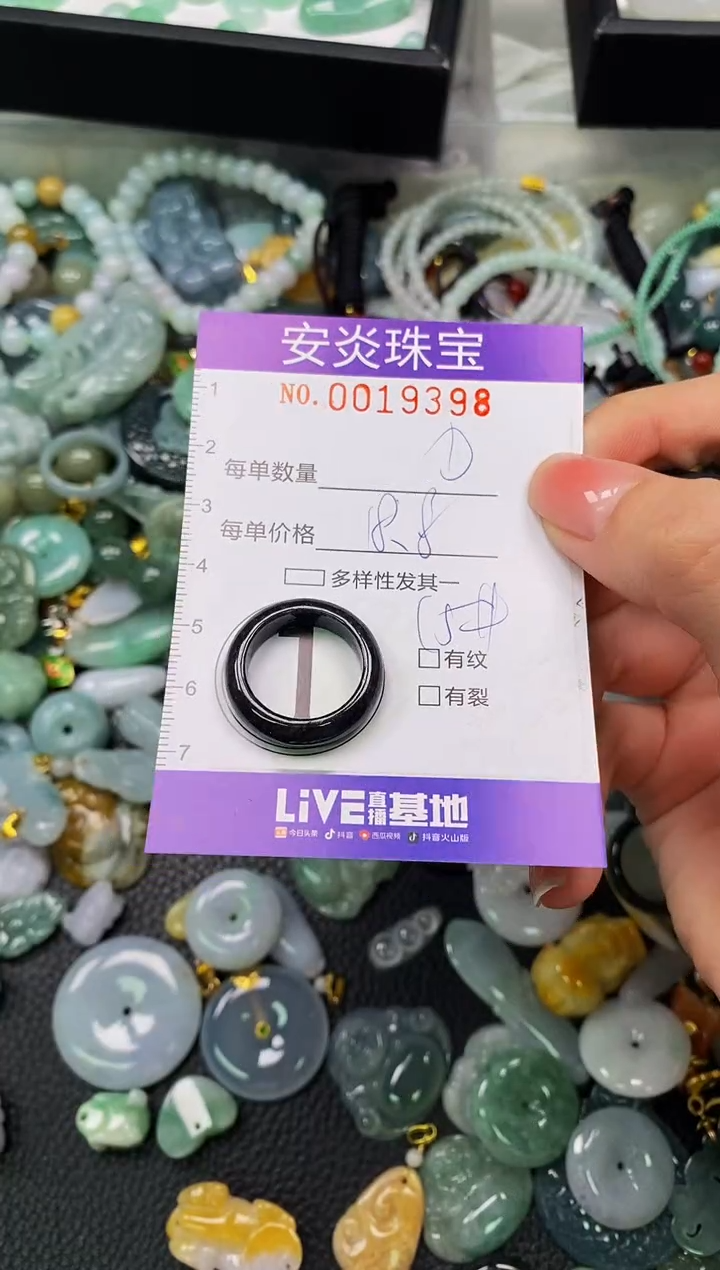 安炎珠宝
NO.0019398
1
2
每单数量 ①
3
每单价格 18.8
4
多样性发其一
5
有纹
6
有裂
7
LiVE直播基地
今日头条 抖音 西瓜视频 抖音火山版